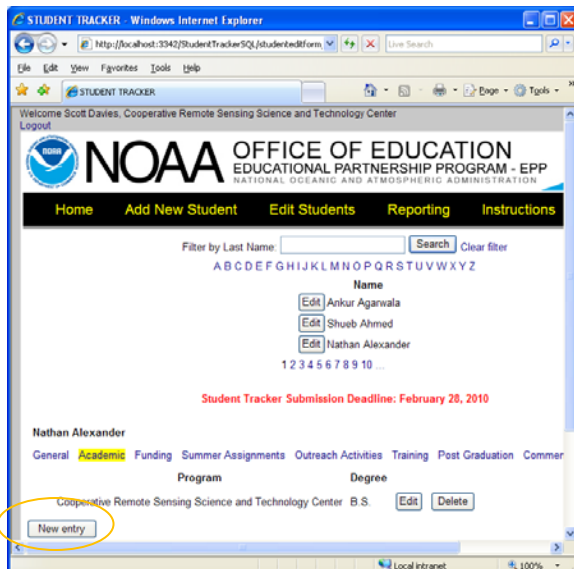 STUDENT TRACKER - Windows Internet Explorer
http://localhost:3342/StudentTrackerSQL/studenteditform
Live Search
File Edit View Favorites Tools Help
STUDENT TRACKER
Page Tools
Welcome Scott Davies, Cooperative Remote Sensing Science and Technology Center
Logout
NOAA
NOAA
OFFICE OF EDUCATION
EDUCATIONAL PARTNERSHIP PROGRAM - EPP
NATIONAL OCEANIC AND ATMOSPHERIC ADMINISTRATION
Home Add New Student Edit Students Reporting Instructions
Filter by Last Name: Search Clear filter
A B C D E F G H I J K L M N O P Q R S T U V W X Y Z
Name
Edit Ankur Agarwala
Edit Shueb Ahmed
Edit Nathan Alexander
1 2 3 4 5 6 7 8 9 10 ...
Student Tracker Submission Deadline: February 28, 2010
Nathan Alexander
General Academic Funding Summer Assignments Outreach Activities Training Post Graduation Commen
Program Degree
Cooperative Remote Sensing Science and Technology Center B.S. Edit Delete
New entry
Local intranet 100%